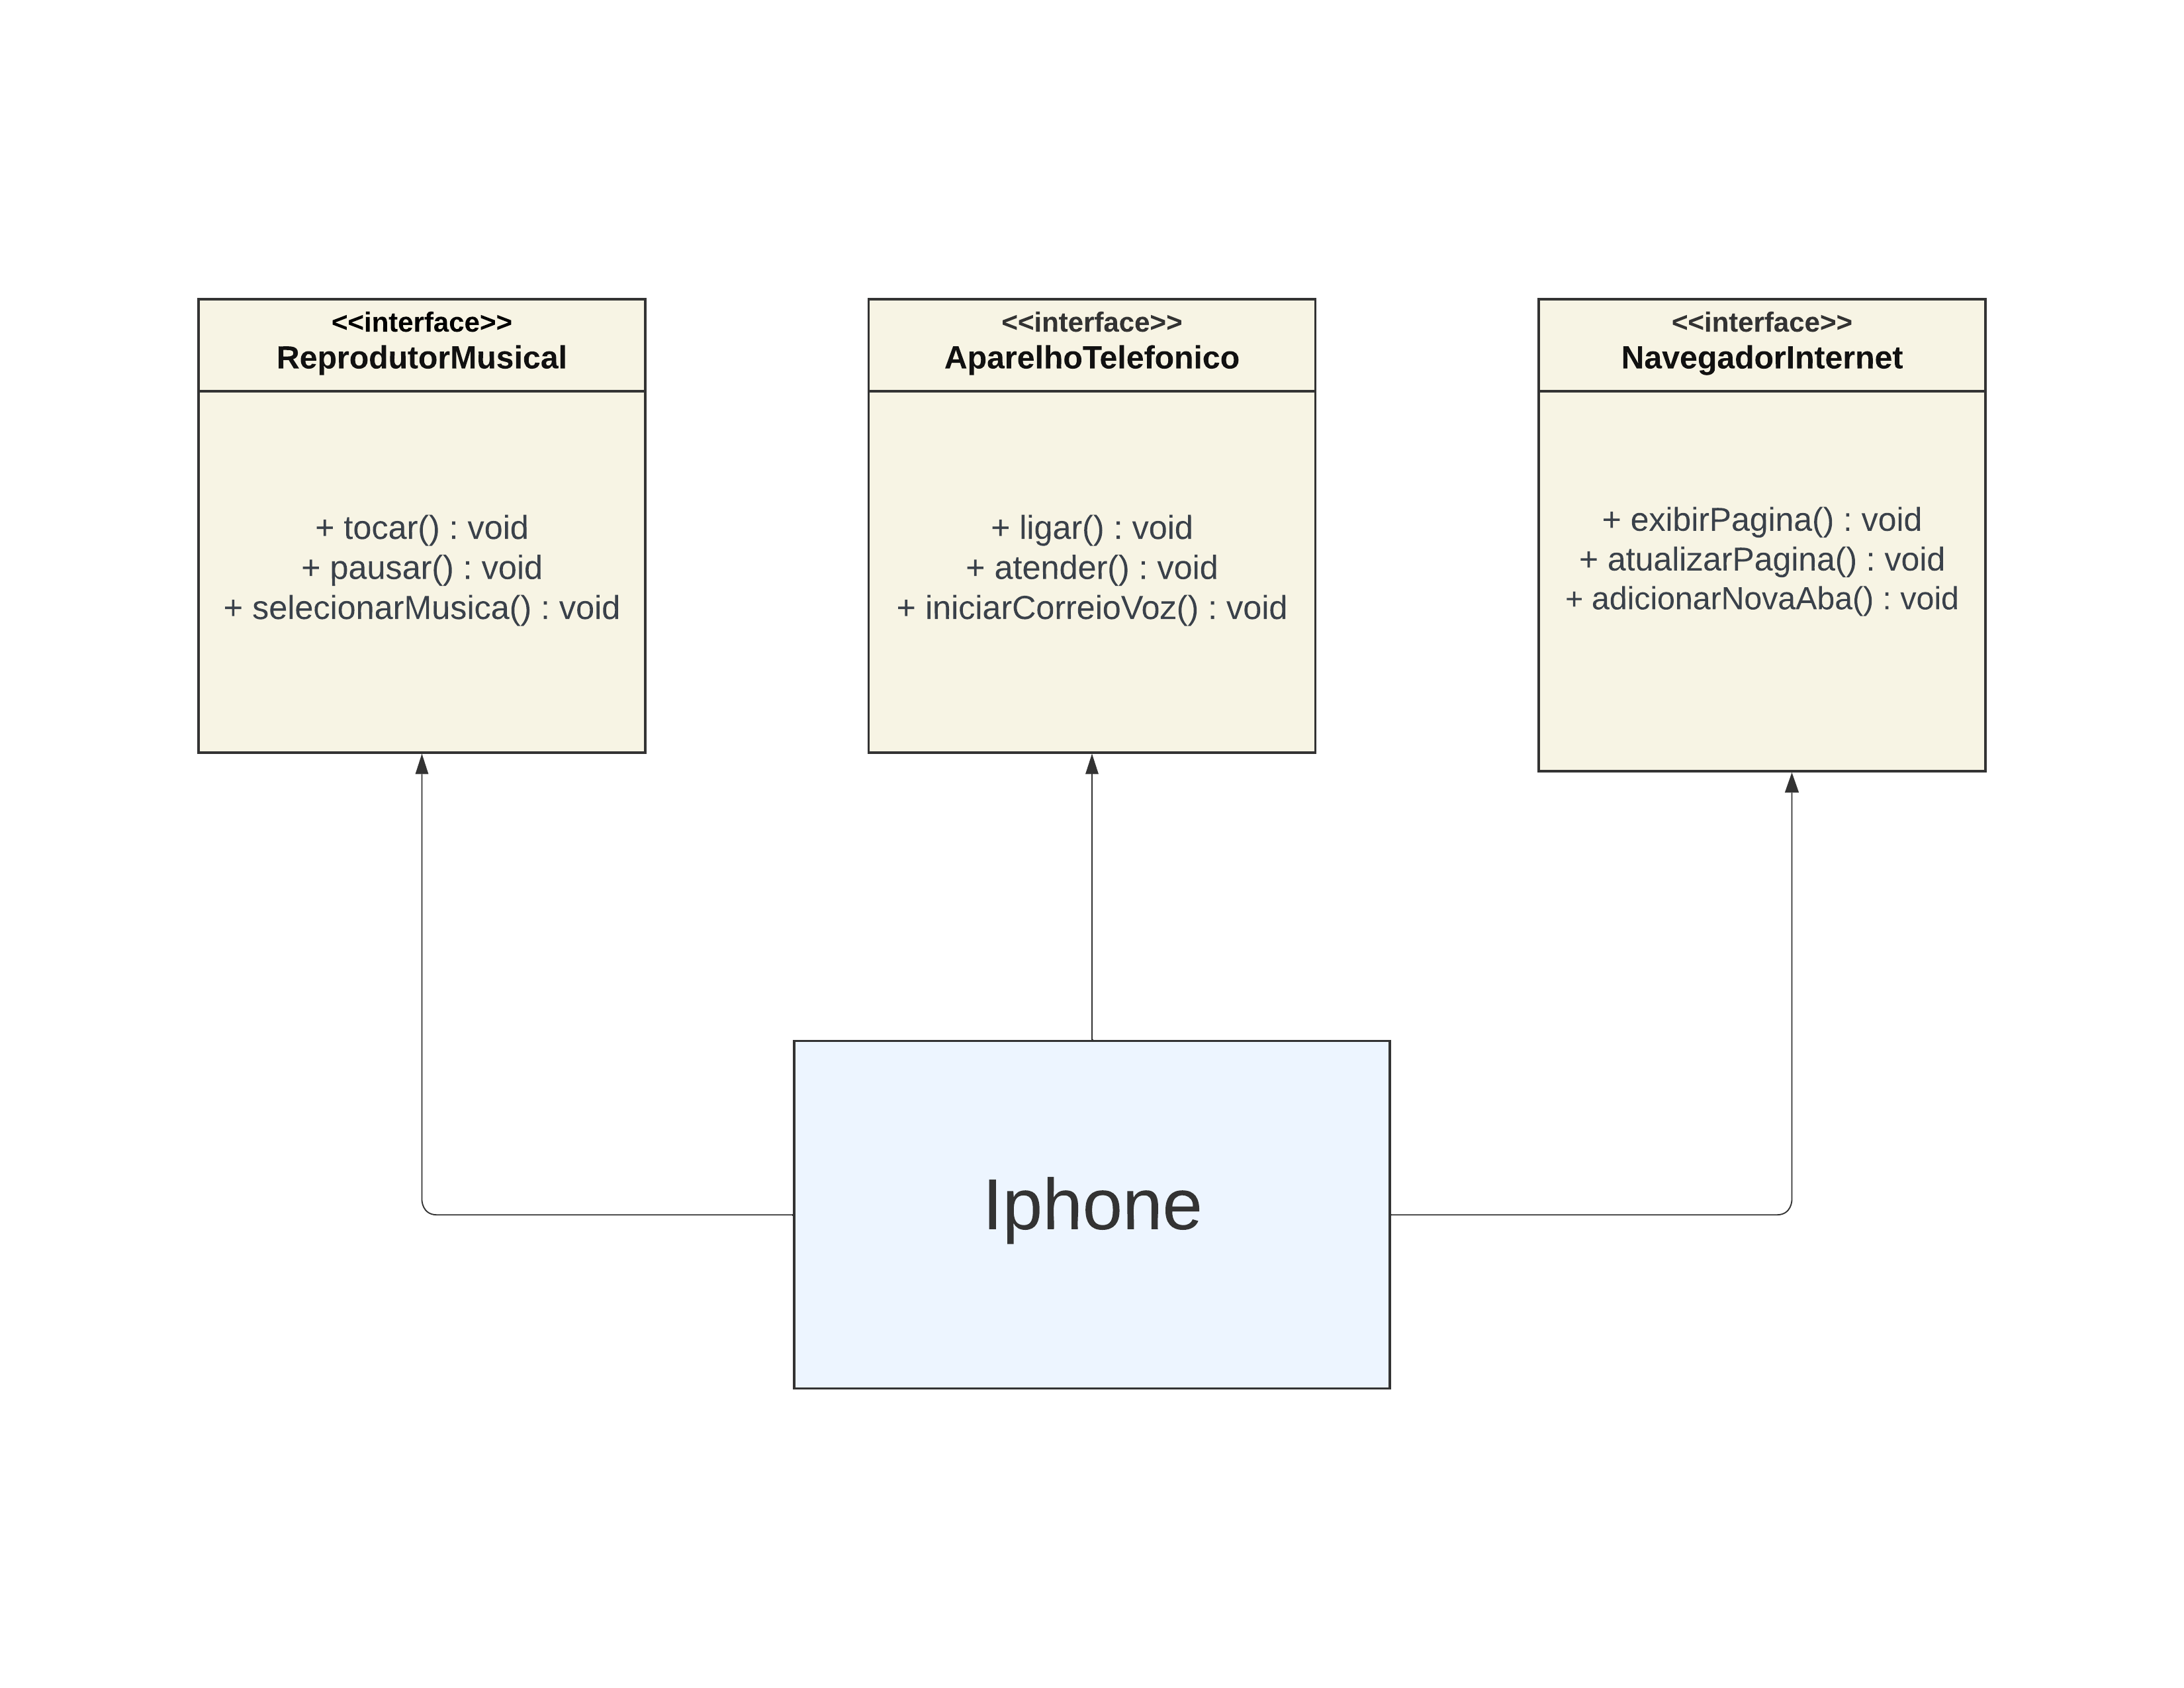 <<interface>>
ReprodutorMusical
+ tocar() : void
+ pausar() : void
+ selecionarMusica() : void
<<interface>>
AparelhoTelefonico
+ ligar() : void
+ atender() : void
+ iniciarCorreioVoz() : void
<<interface>>
NavegadorInternet
+ exibirPagina() : void
+ atualizarPagina() : void
+ adicionarNovaAba() : void
Iphone